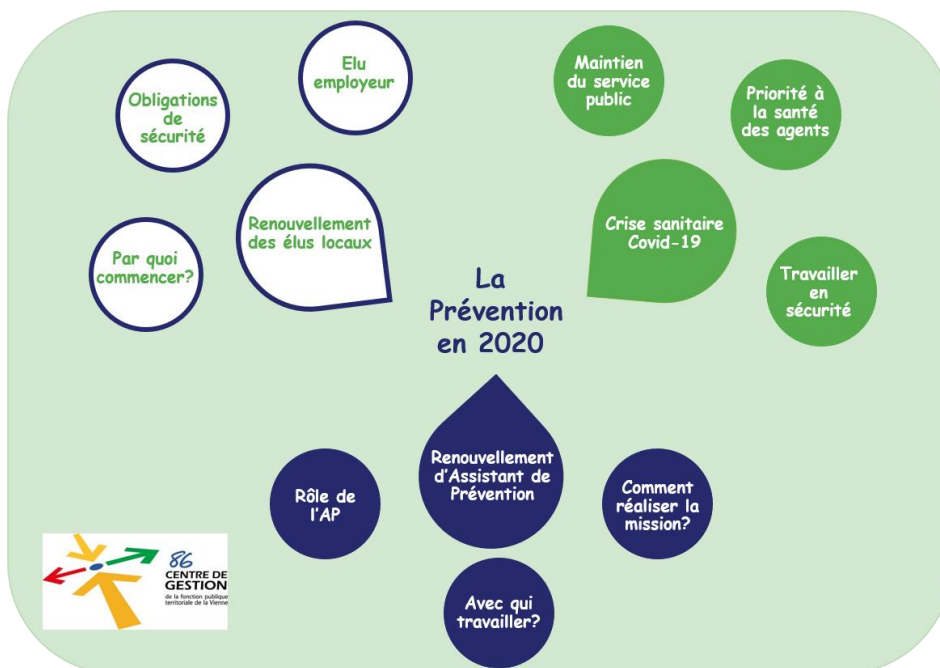 Elu
employeur
Obligations
de
sécurité
Par quoi
commencer?
Renouvellement
des élus locaux
Maintien
du service
public
Priorité à
la santé
des agents
Crise sanitaire
Covid-19
Travailler
en
sécurité
La
Prévention
en 2020
Renouvellement
d'Assistant de
Prévention
Rôle de
l'AP
Comment
réaliser la
mission?
Avec qui
travailler?
86
CENTRE DE
GESTION
de la fonction publique
territoriale de la Vienne